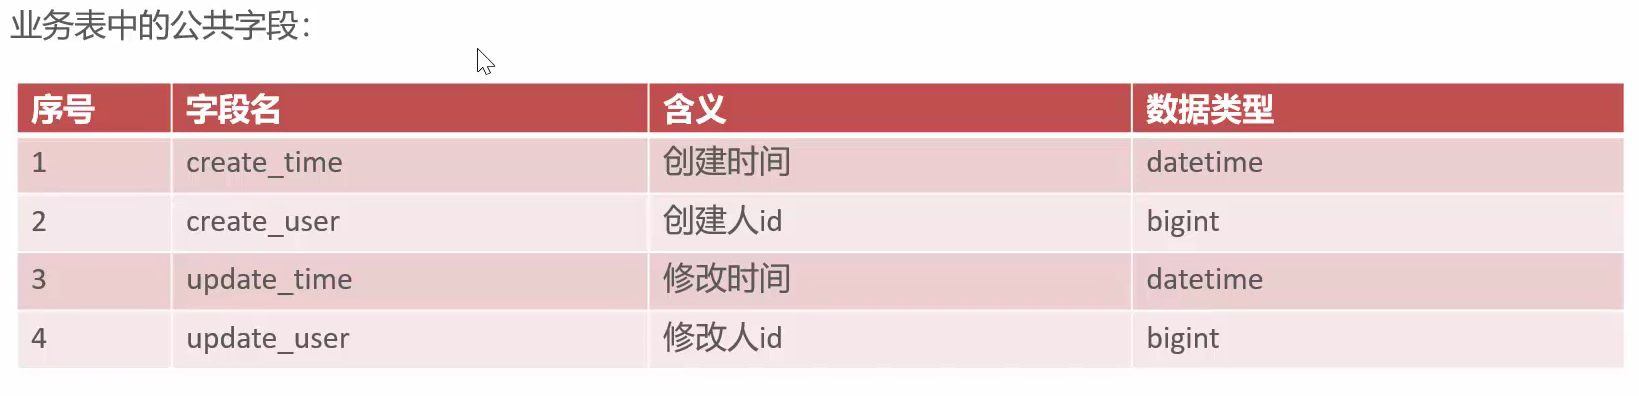 业务表中的公共字段：
序号 字段名 含义 数据类型
1 create_time 创建时间 datetime
2 create_user 创建人id bigint
3 update_time 修改时间 datetime
4 update_user 修改人id bigint